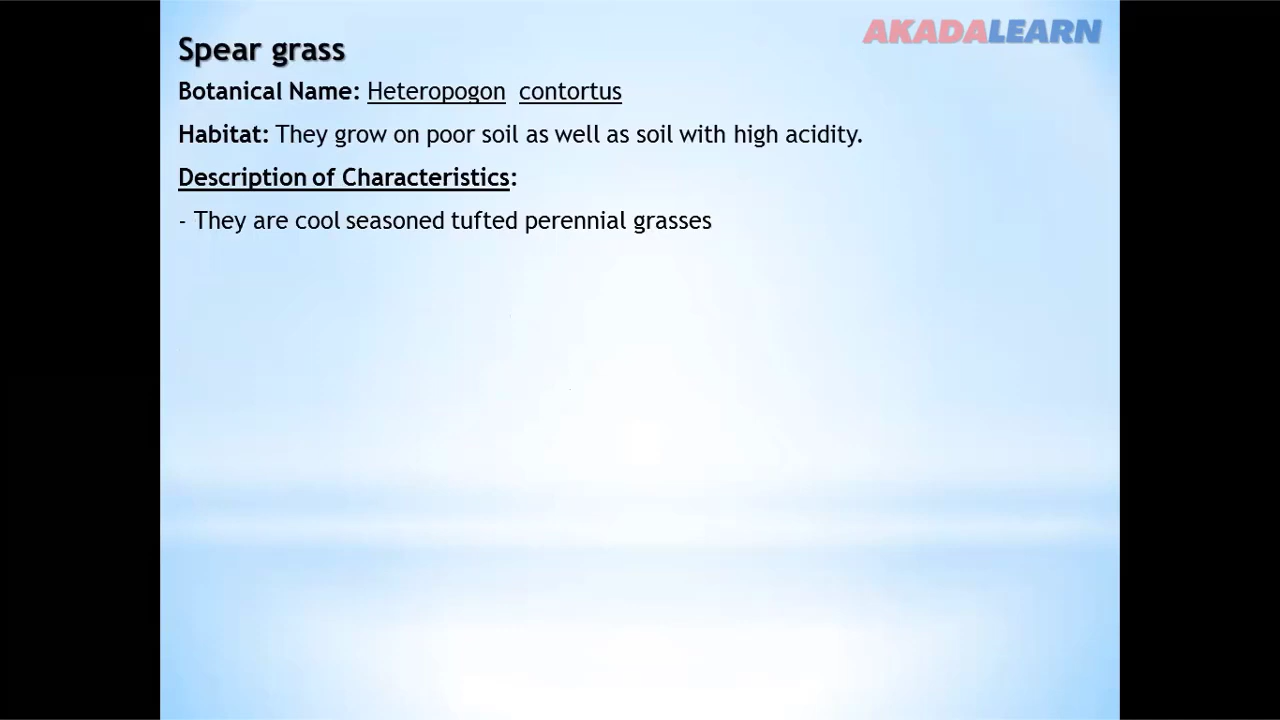 AKADALEARN
Spear grass
Botanical Name: Heteropogon contortus
Habitat: They grow on poor soil as well as soil with high acidity.
Description of Characteristics:
- They are cool seasoned tufted perennial grasses